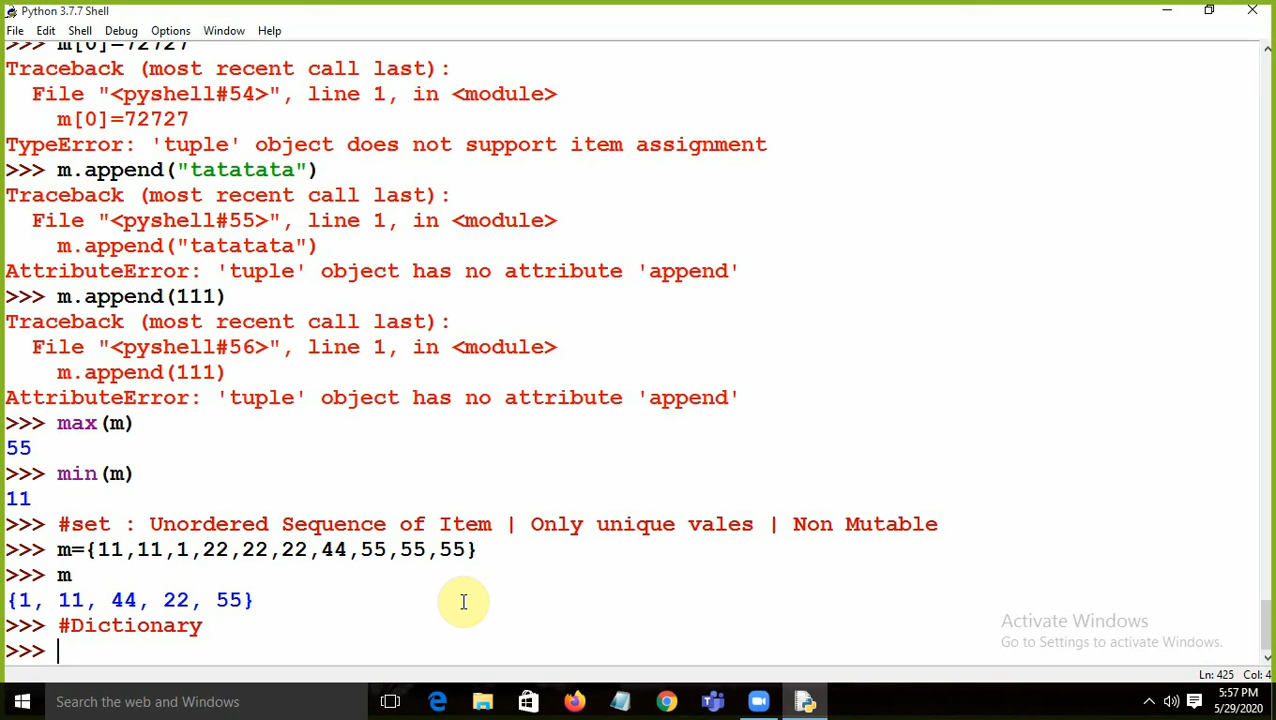 Python 3.7.7 Shell
File Edit Shell Debug Options Window Help
>>> m[0]=72727
Traceback (most recent call last):
  File "<pyshell#54>", line 1, in <module>
    m[0]=72727
TypeError: 'tuple' object does not support item assignment
>>> m.append("tatatata")
Traceback (most recent call last):
  File "<pyshell#55>", line 1, in <module>
    m.append("tatatata")
AttributeError: 'tuple' object has no attribute 'append'
>>> m.append(111)
Traceback (most recent call last):
  File "<pyshell#56>", line 1, in <module>
    m.append(111)
AttributeError: 'tuple' object has no attribute 'append'
>>> max(m)
55
>>> min(m)
11
>>> #set : Unordered Sequence of Item | Only unique vales | Non Mutable
>>> m={11,11,1,22,22,22,44,55,55,55}
>>> m
{1, 11, 44, 22, 55}
>>> #Dictionary
>>>
Activate Windows
Go to Settings to activate Windows.
Ln: 425 Col: 4
Search the web and Windows
5:57 PM
5/29/2020